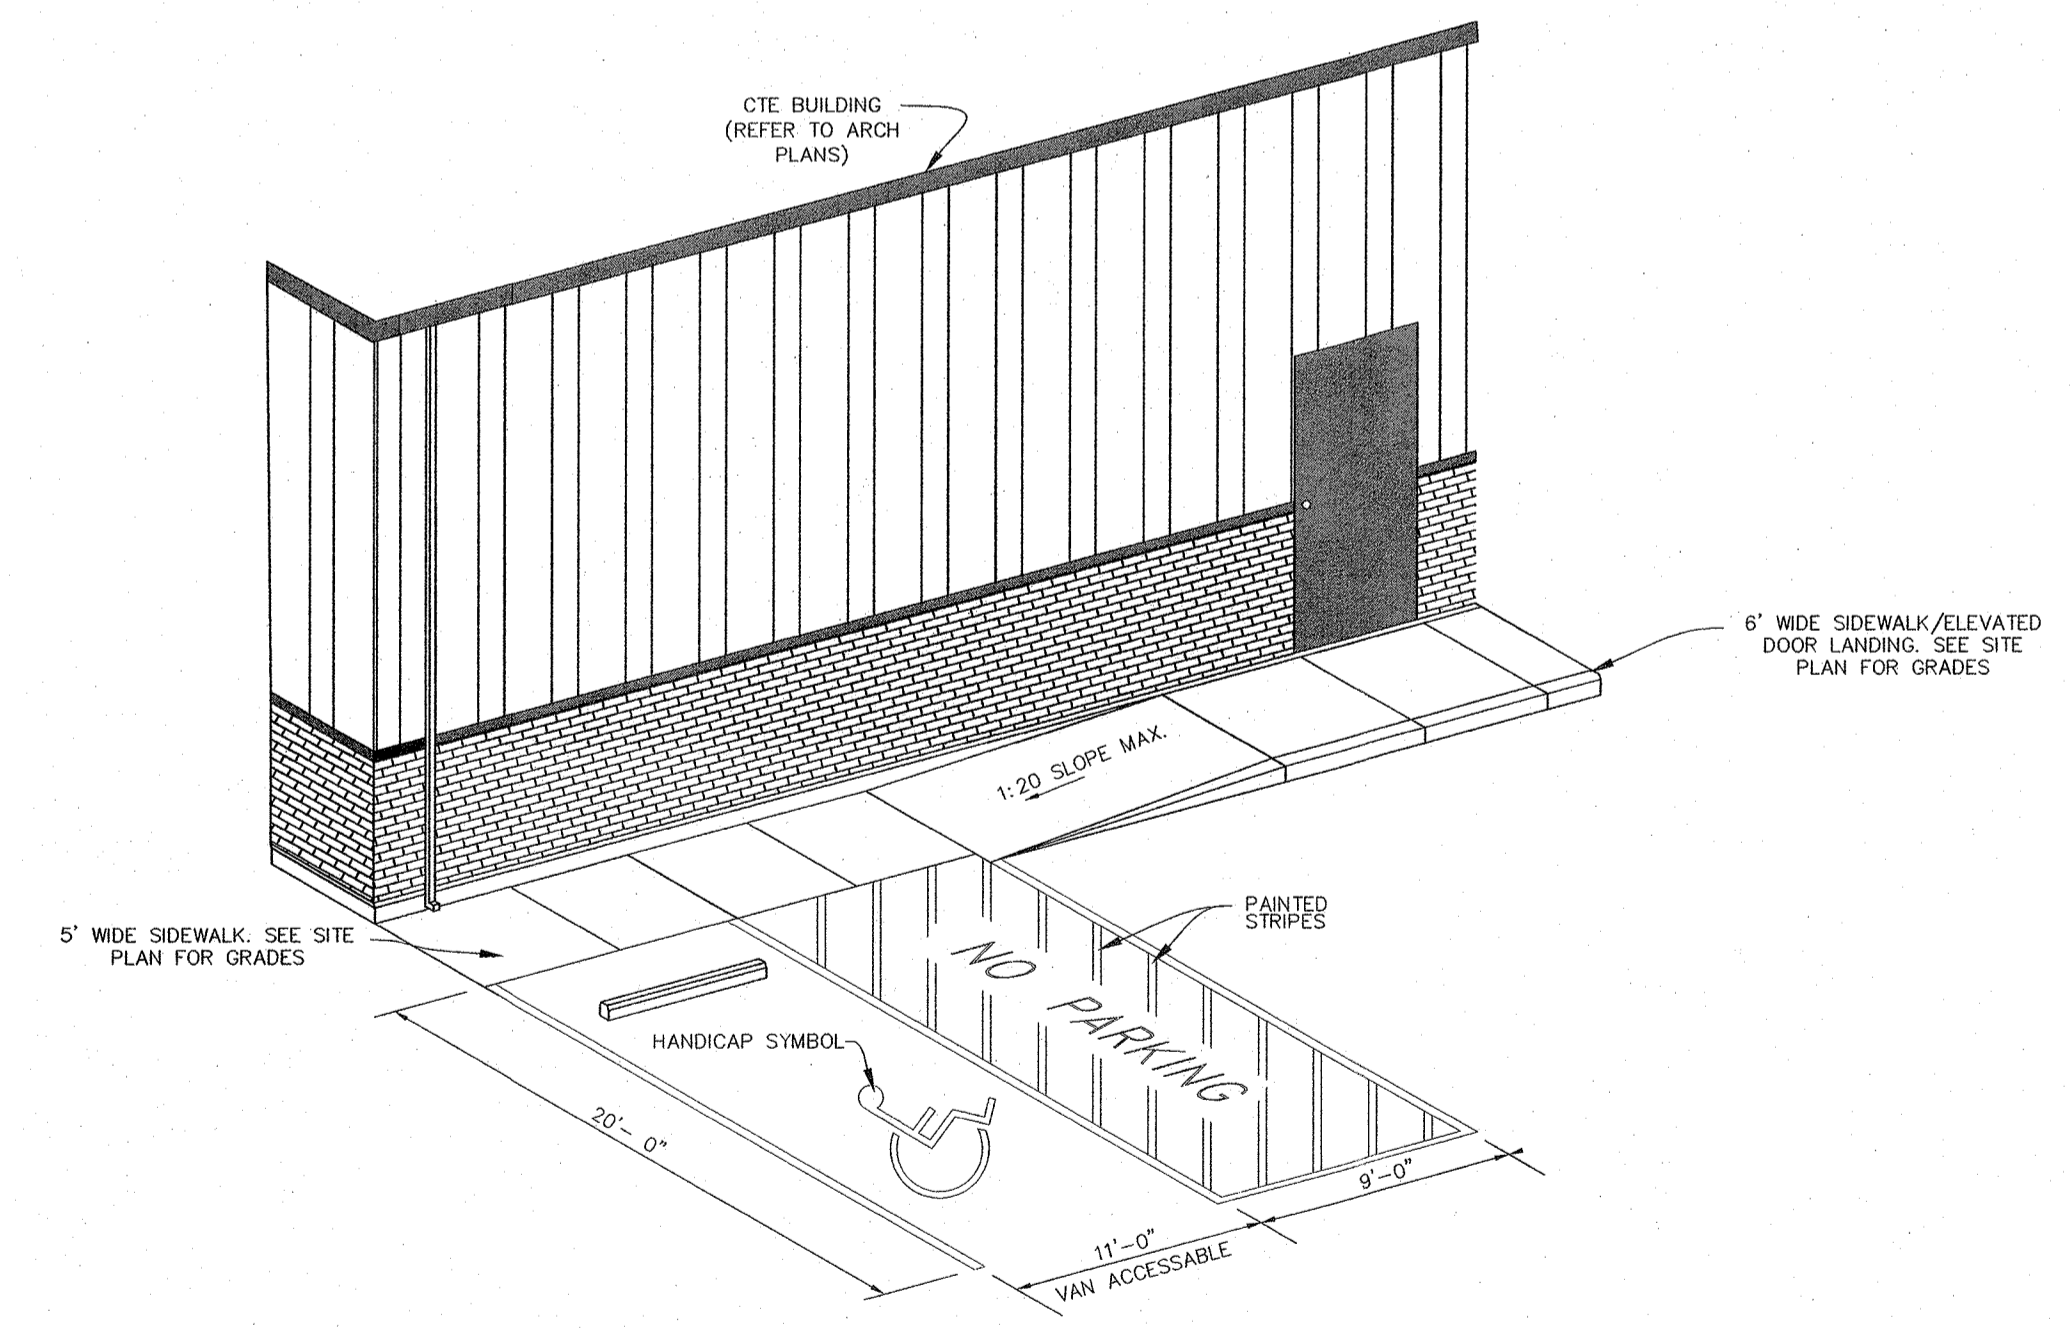 CTE BUILDING
(REFER TO ARCH
PLANS)
6' WIDE SIDEWALK/ELEVATED
DOOR LANDING. SEE SITE
PLAN FOR GRADES
1:20 SLOPE MAX.
PAINTED
STRIPES
5' WIDE SIDEWALK. SEE SITE
PLAN FOR GRADES
NO PARKING
HANDICAP SYMBOL
20'- 0"
9'-0"
11'-0"
VAN ACCESSABLE